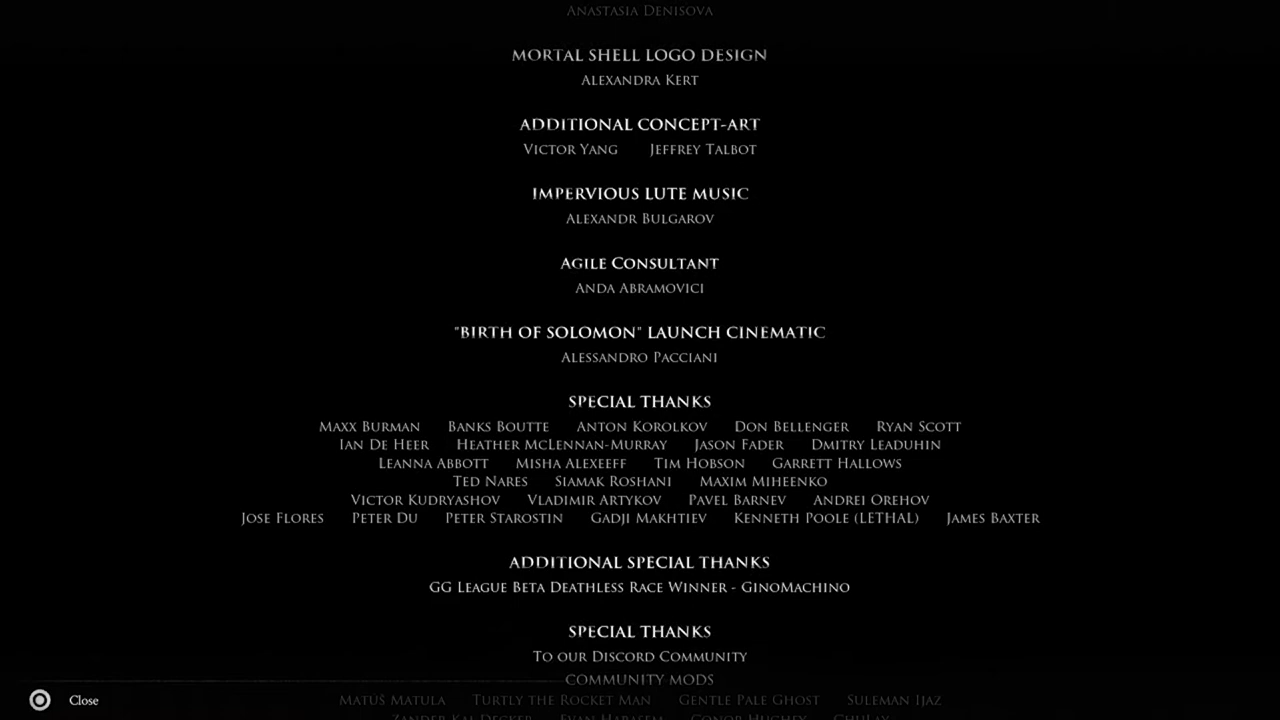 Anastasia Denisova
MORTAL SHELL LOGO DESIGN
Alexandra Kert
ADDITIONAL CONCEPT-ART
Victor Yang Jeffrey Talbot
IMPERVIOUS LUTE MUSIC
Alexandr Bulgarov
AGILE CONSULTANT
Anda Abramovici
"BIRTH OF SOLOMON" LAUNCH CINEMATIC
Alessandro Pacciani
SPECIAL THANKS
Maxx Burman Banks Boutte Anton Korolkov Don Bellenger Ryan Scott
Ian De Heer Heather McLennan-Murray Jason Fader Dmitry Leaduhin
Leanna Abbott Misha Alexeeff Tim Hobson Garrett Hallows
Ted Nares Siamak Roshani Maxim Miheenko
Victor Kudryashov Vladimir Artykov Pavel Barnev Andrei Orehov
Jose Flores Peter Du Peter Starostin Gadji Makhtiev Kenneth Poole (LETHAL) James Baxter
ADDITIONAL SPECIAL THANKS
GG League Beta Deathless Race Winner - GinoMachino
SPECIAL THANKS
To our Discord Community
COMMUNITY MODS
Matúš Matula Turtly the Rocket Man Gentle Pale Ghost Suleman Ijaz
Close